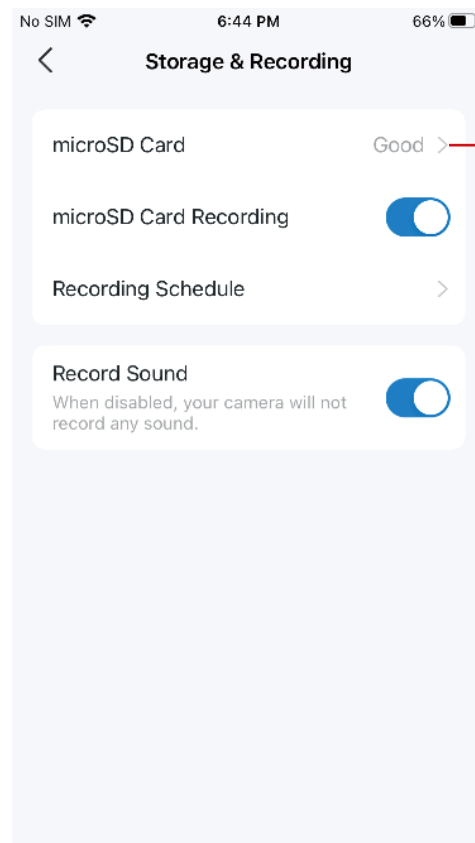 No SIM 6:44 PM 66%
Storage & Recording
microSD Card Good
microSD Card Recording
Recording Schedule
Record Sound
When disabled, your camera will not
record any sound.